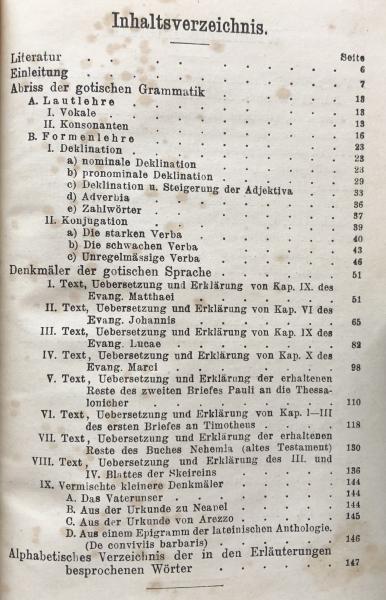 Inhaltsverzeichnis.
Seite
Literatur 6
Einleitung 7
Abriss der gotischen Grammatik 13
A. Lautlehre 13
I. Vokale 13
II. Konsonanten 16
B. Formenlehre 23
I. Deklination 23
a) nominale Deklination 23
b) pronominale Deklination 29
c) Deklination u. Steigerung der Adjektiva 33
d) Adverbia 36
e) Zahlwörter 37
II. Konjugation 39
a) Die starken Verba 40
b) Die schwachen Verba 43
c) Unregelmässige Verba 46
Denkmäler der gotischen Sprache 51
I. Text, Uebersetzung und Erklärung von Kap. IX. des
Evang. Matthaei 51
II. Text, Uebersetzung und Erklärung von Kap. VI des
Evang. Johannis 65
III. Text, Uebersetzung und Erklärung von Kap. IX des
Evang. Lucae 82
IV. Text, Uebersetzung und Erklärung von Kap. X des
Evang. Marci 98
V. Text, Uebersetzung und Erklärung der erhaltenen
Reste des zweiten Briefes Pauli an die Thessa-
lonicher 110
VI. Text, Uebersetzung und Erklärung von Kap. I—III
des ersten Briefes an Timotheus 118
VII. Text, Uebersetzung und Erklärung der erhaltenen
Reste des Buches Nehemia (altes Testament) 130
VIII. Text, Uebersetzung und Erklärung des III. und
IV. Blattes der Skeireins 136
IX. Vermischte kleinere Denkmäler 144
A. Das Vaterunser 144
B. Aus der Urkunde zu Neapel 144
C. Aus der Urkunde von Arezzo 145
D. Aus einem Epigramm der lateinischen Anthologie.
(De conviviis barbaris) 146
Alphabetisches Verzeichnis der in den Erläuterungen
besprochenen Wörter 147